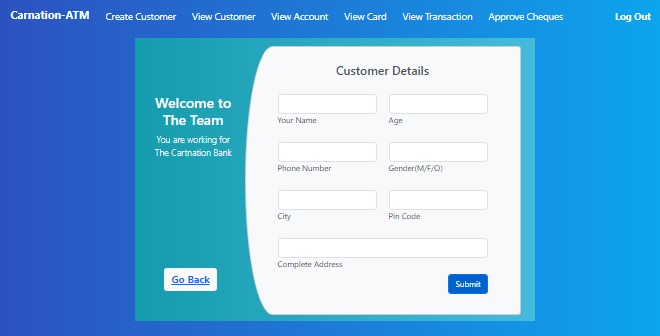 Carnation-ATM Create Customer View Customer View Account View Card View Transaction Approve Cheques Log Out
Welcome to
The Team
You are working for
The Cartnation Bank
Go Back
Customer Details
Your Name Age
Phone Number Gender(M/F/O)
City Pin Code
Complete Address
Submit